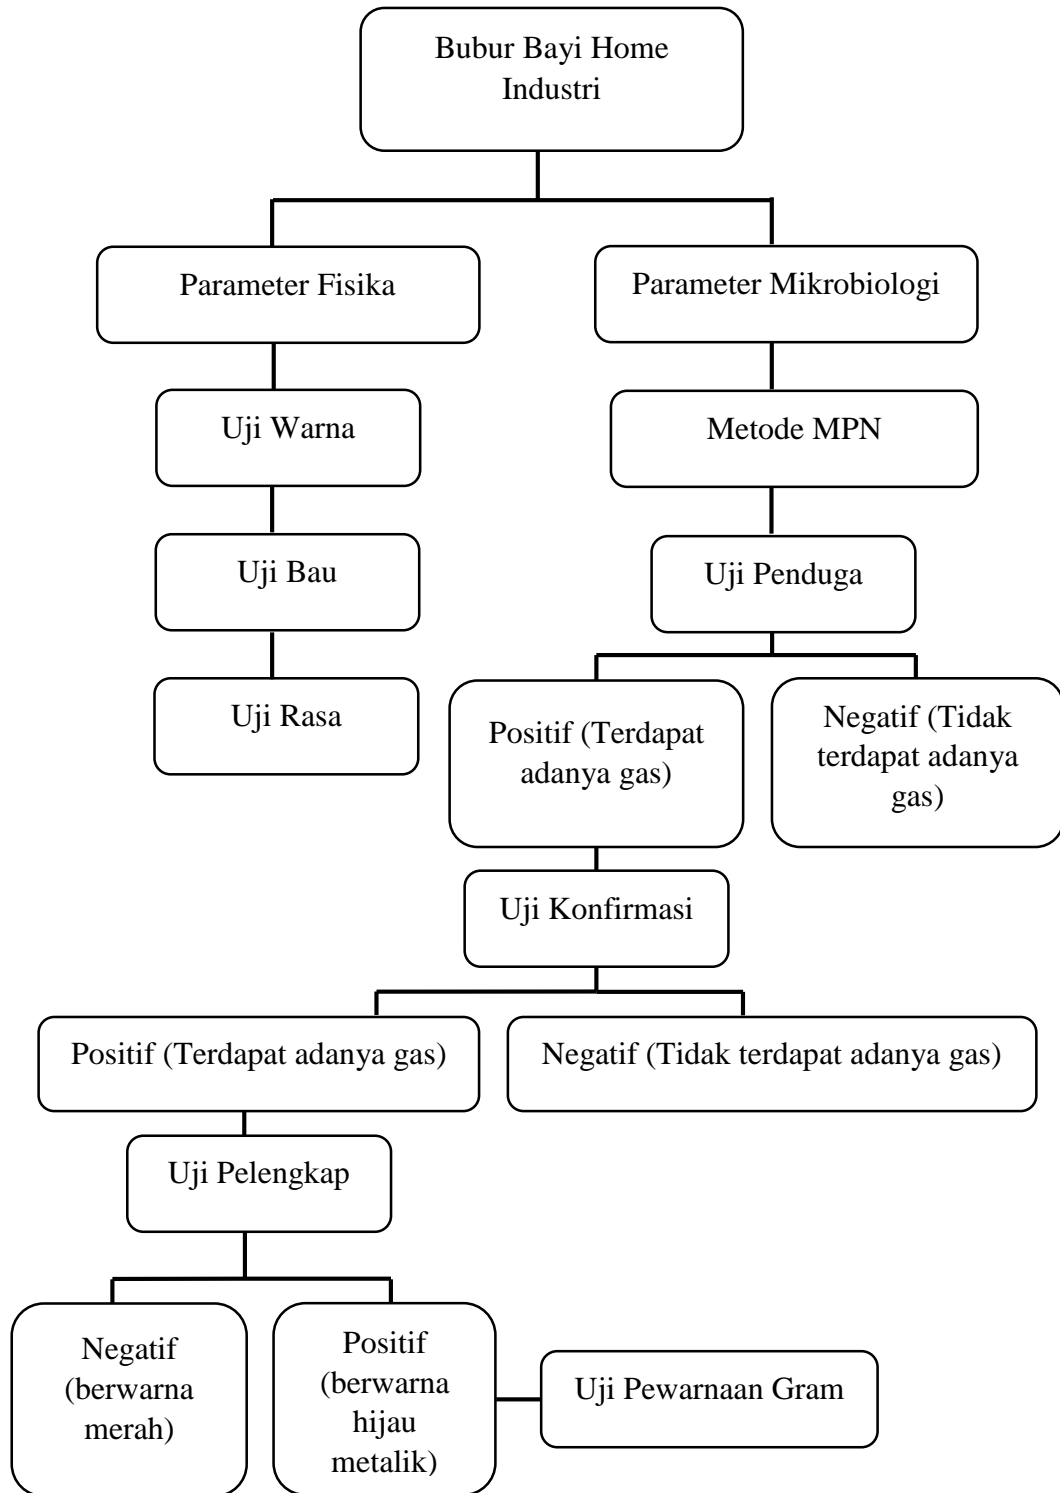 Bubur Bayi Home
Industri
Parameter Fisika
Parameter Mikrobiologi
Uji Warna
Metode MPN
Uji Bau
Uji Penduga
Uji Rasa
Positif (Terdapat
adanya gas)
Negatif (Tidak
terdapat adanya
gas)
Uji Konfirmasi
Positif (Terdapat adanya gas)
Negatif (Tidak terdapat adanya gas)
Uji Pelengkap
Negatif
(berwarna
merah)
Positif
(berwarna
hijau
metalik)
Uji Pewarnaan Gram